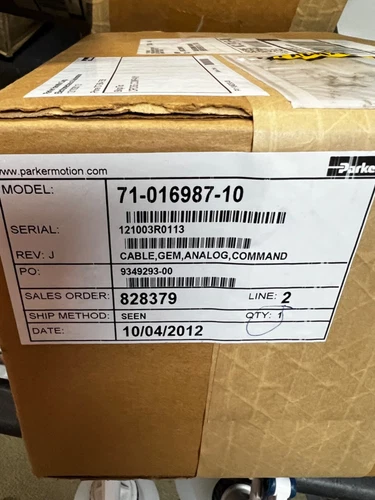 www.parkermotion.com
Parker
MODEL: 71-016987-10
SERIAL: 121003R0113
REV: J CABLE,GEM,ANALOG,COMMAND
PO: 9349293-00
SALES ORDER: 828379 LINE: 2
SHIP METHOD: SEEN QTY: 1
DATE: 10/04/2012